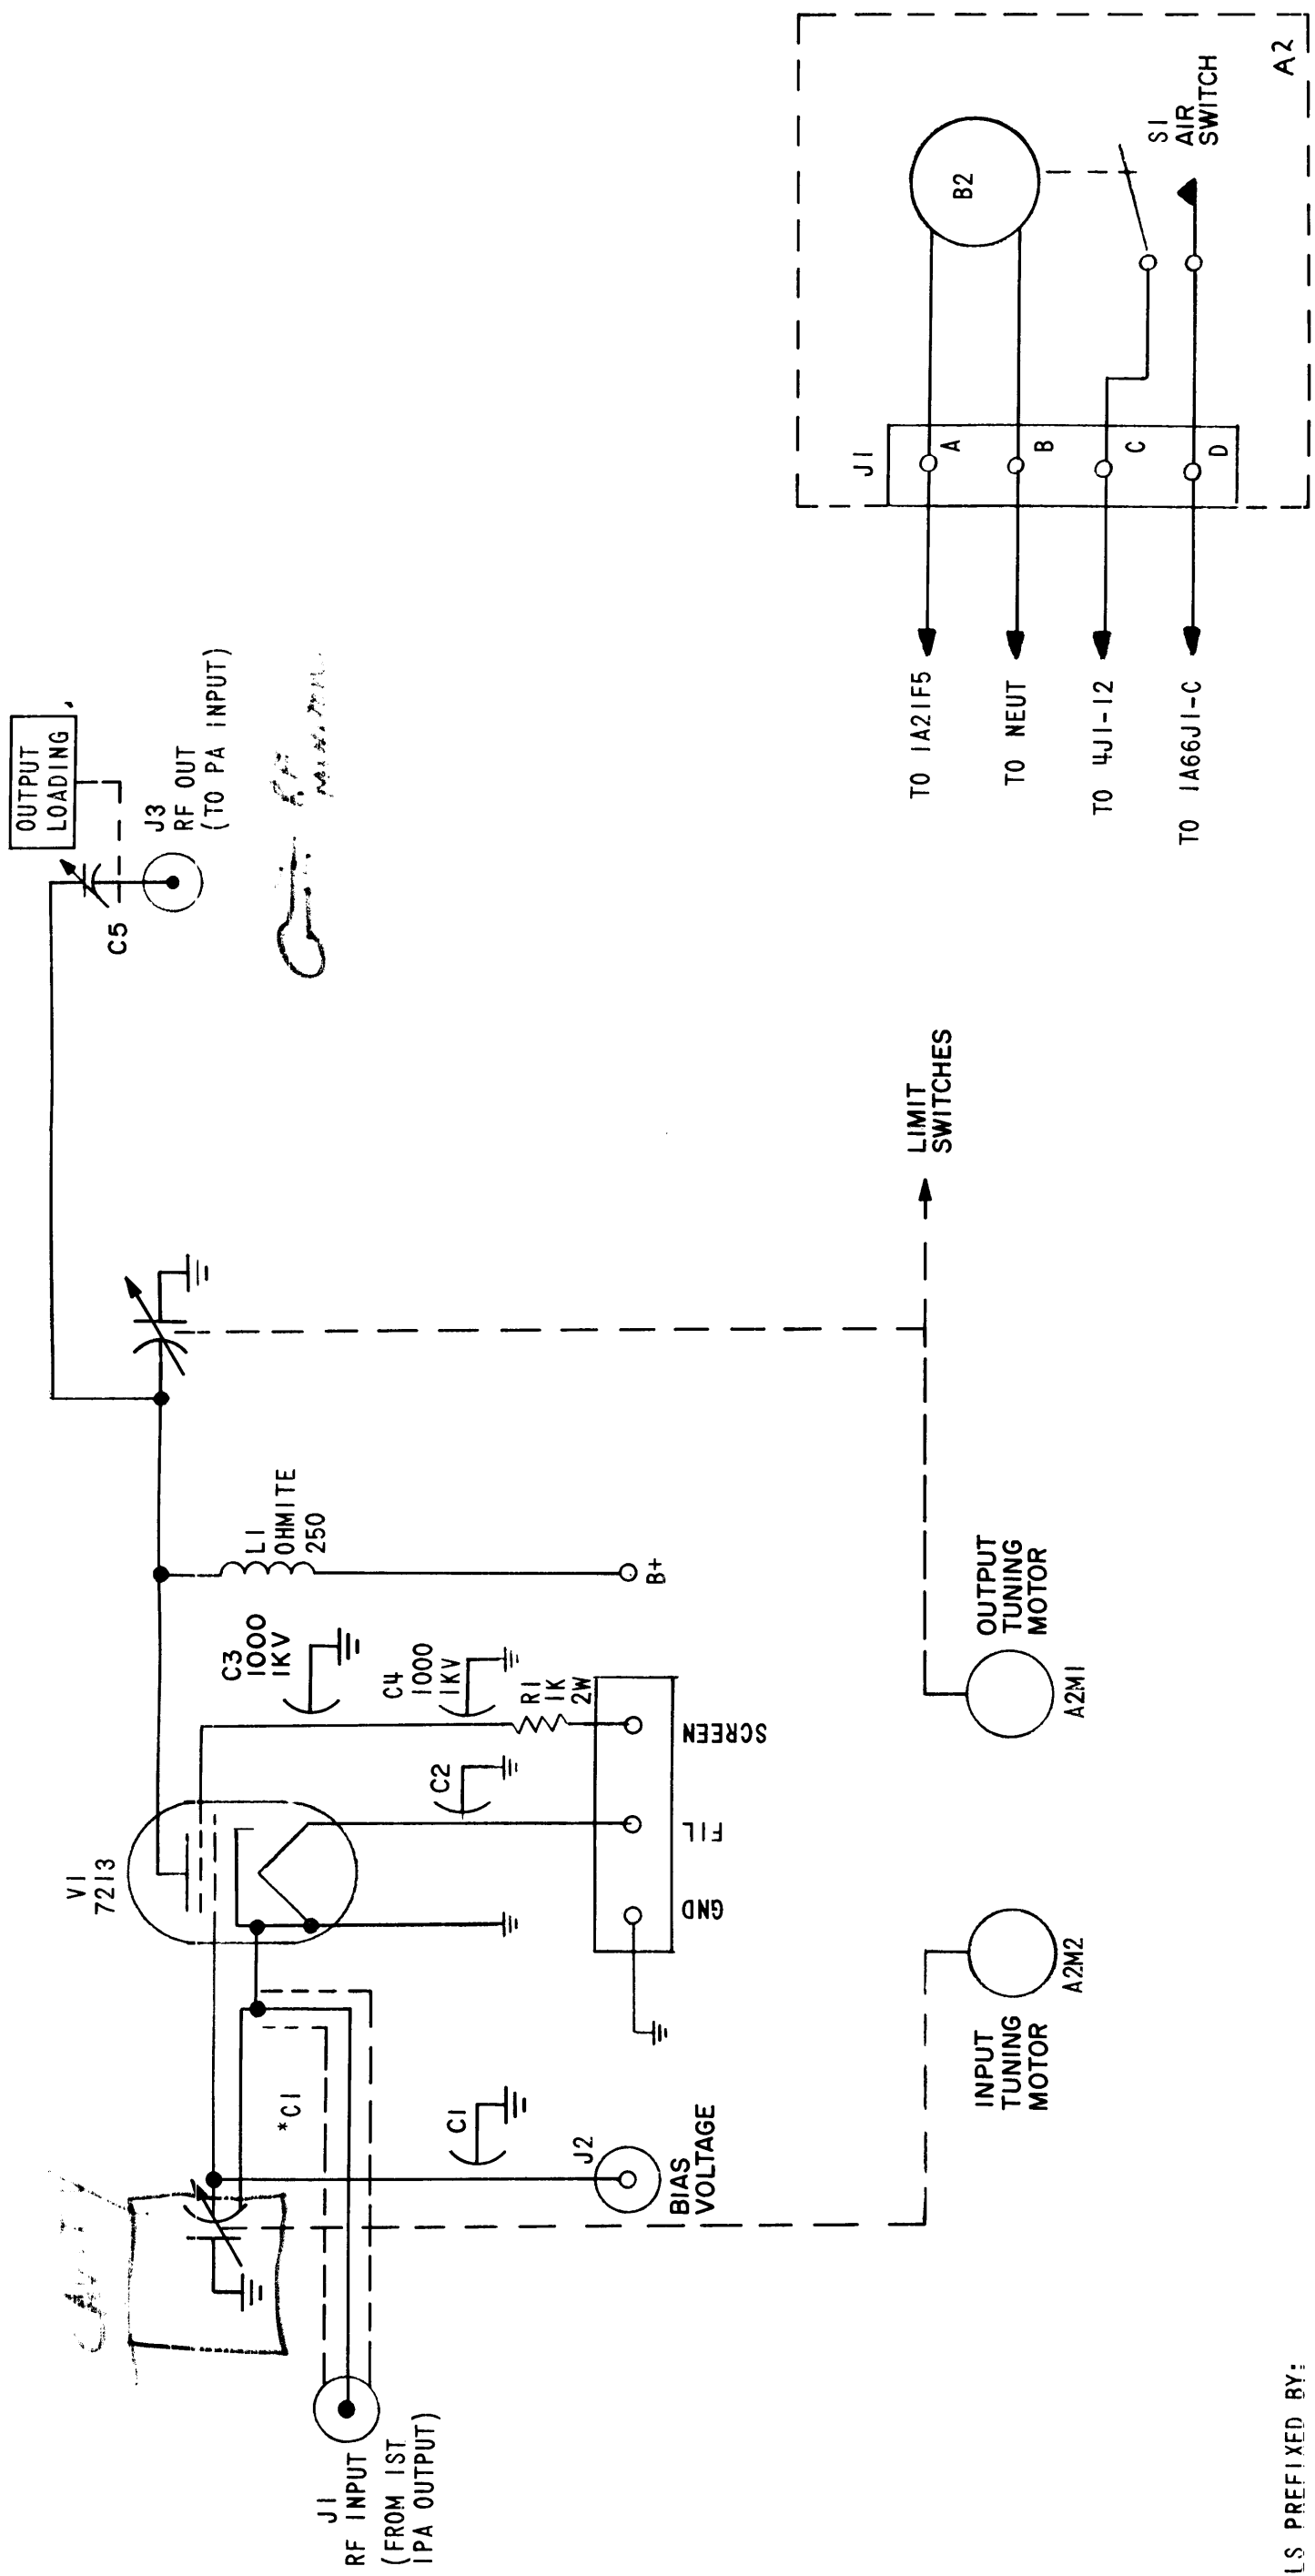 OUTPUT
LOADING
C5
J3
RF OUT
(TO PA INPUT)
V1
7213
C3
1000
1KV
L1
OHMITE
250
C4
1000
1KV
R1
1K
2W
C2
B+
SCREEN
FIL
GND
*C1
C1
J2
BIAS
VOLTAGE
J1
RF INPUT
(FROM 1ST
IPA OUTPUT)
INPUT
TUNING
MOTOR
A2M2
OUTPUT
TUNING
MOTOR
A2M1
LIMIT
SWITCHES
J1
A
B
C
D
B2
S1
AIR
SWITCH
A2
TO 1A21F5
TO NEUT
TO 4J1-12
TO 1A66J1-C
LS PREFIXED BY: